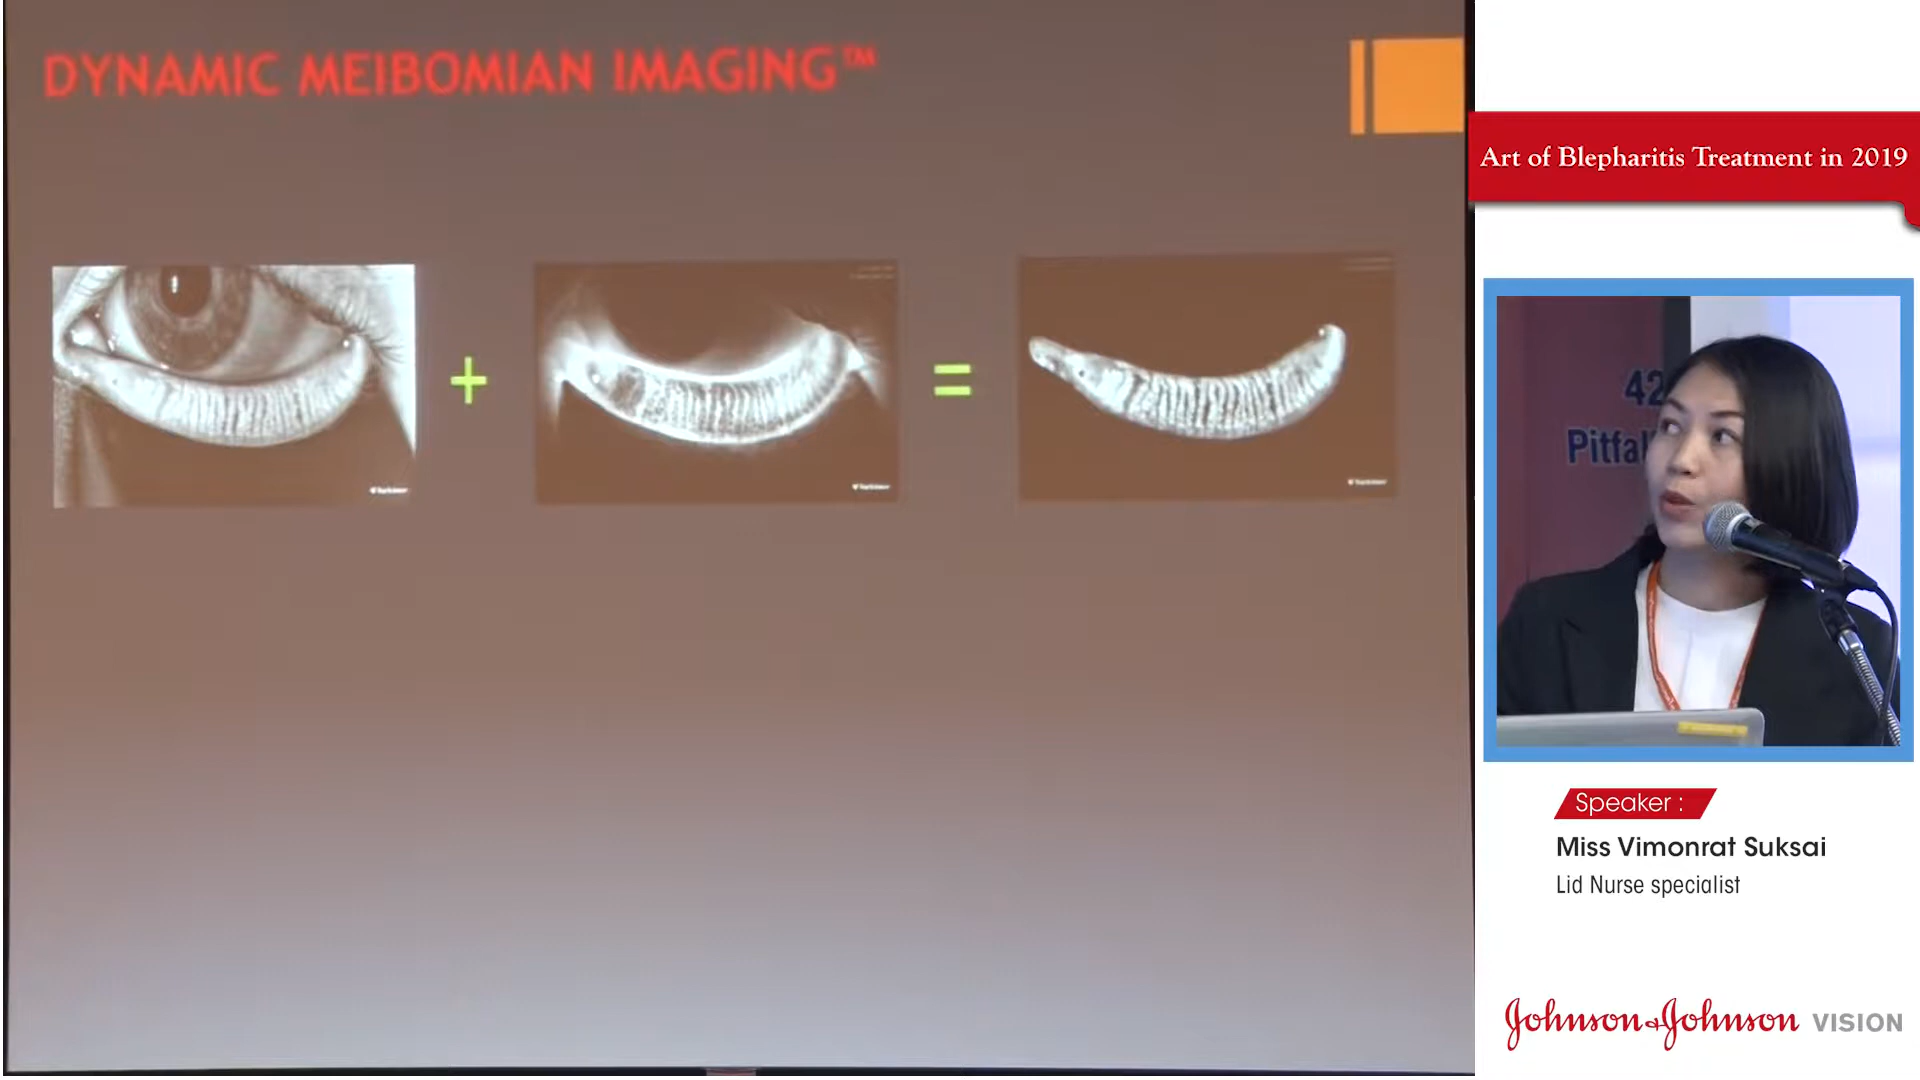 DYNAMIC MEIBOMIAN IMAGING™
Art of Blepharitis Treatment in 2019
42
Speaker :
Miss Vimonrat Suksai
Lid Nurse specialist
Johnson & Johnson VISION